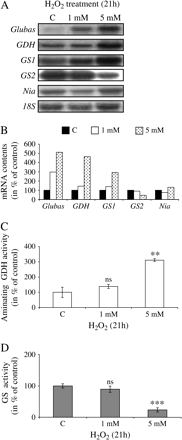 A
H2O2 treatment (21h)
C 1 mM 5 mM
Glubas
GDH
GS1
GS2
Nia
18S
B
C 1 mM 5 mM
mRNA contents
(in % of control)
600
500
400
300
200
100
0
Glubas GDH GS1 GS2 Nia
C
Aminating GDH activity
(in % of control)
400
300
200
100
0
ns
**
C 1 mM 5 mM
H2O2 (21h)
D
GS activity
(in % of control)
200
150
100
50
0
ns
***
C 1 mM 5 mM
H2O2 (21h)